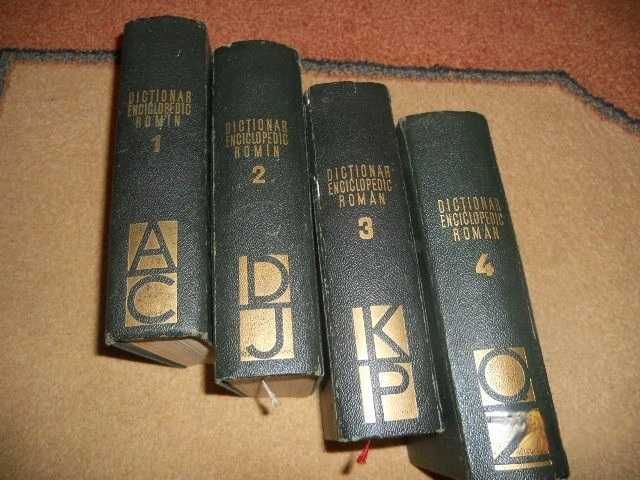 DICTIONAR
ENCICLOPEDIC
ROMÎN
1
A
C
DICTIONAR
ENCICLOPEDIC
ROMÎN
2
D
J
DICTIONAR
ENCICLOPEDIC
ROMÂN
3
K
P
DICTIONAR
ENCICLOPEDIC
ROMÂN
4
Q
Z